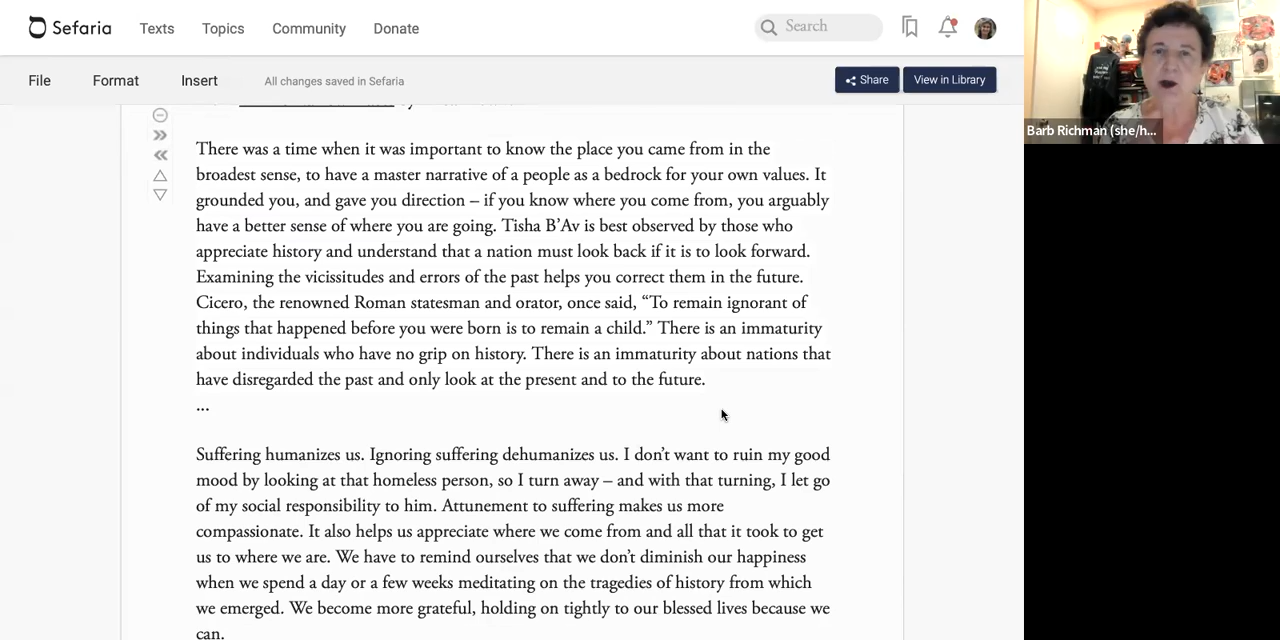 Sefaria
Texts
Topics
Community
Donate
Search
File
Format
Insert
All changes saved in Sefaria
Share
View in Library
Barb Richman (she/h...
There was a time when it was important to know the place you came from in the
broadest sense, to have a master narrative of a people as a bedrock for your own values. It
grounded you, and gave you direction – if you know where you come from, you arguably
have a better sense of where you are going. Tisha B’Av is best observed by those who
appreciate history and understand that a nation must look back if it is to look forward.
Examining the vicissitudes and errors of the past helps you correct them in the future.
Cicero, the renowned Roman statesman and orator, once said, “To remain ignorant of
things that happened before you were born is to remain a child.” There is an immaturity
about individuals who have no grip on history. There is an immaturity about nations that
have disregarded the past and only look at the present and to the future.
...
Suffering humanizes us. Ignoring suffering dehumanizes us. I don’t want to ruin my good
mood by looking at that homeless person, so I turn away – and with that turning, I let go
of my social responsibility to him. Attunement to suffering makes us more
compassionate. It also helps us appreciate where we come from and all that it took to get
us to where we are. We have to remind ourselves that we don’t diminish our happiness
when we spend a day or a few weeks meditating on the tragedies of history from which
we emerged. We become more grateful, holding on tightly to our blessed lives because we
can.